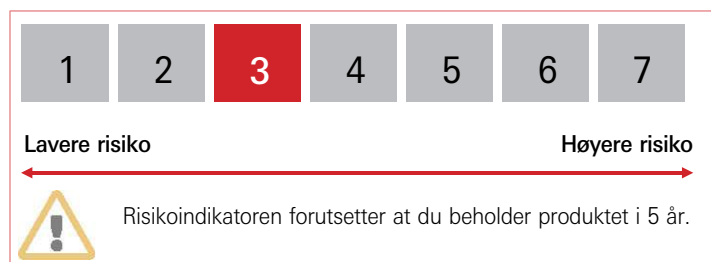 1 2 3 4 5 6 7
Lavere risiko Høyere risiko
Risikoindikatoren forutsetter at du beholder produktet i 5 år.